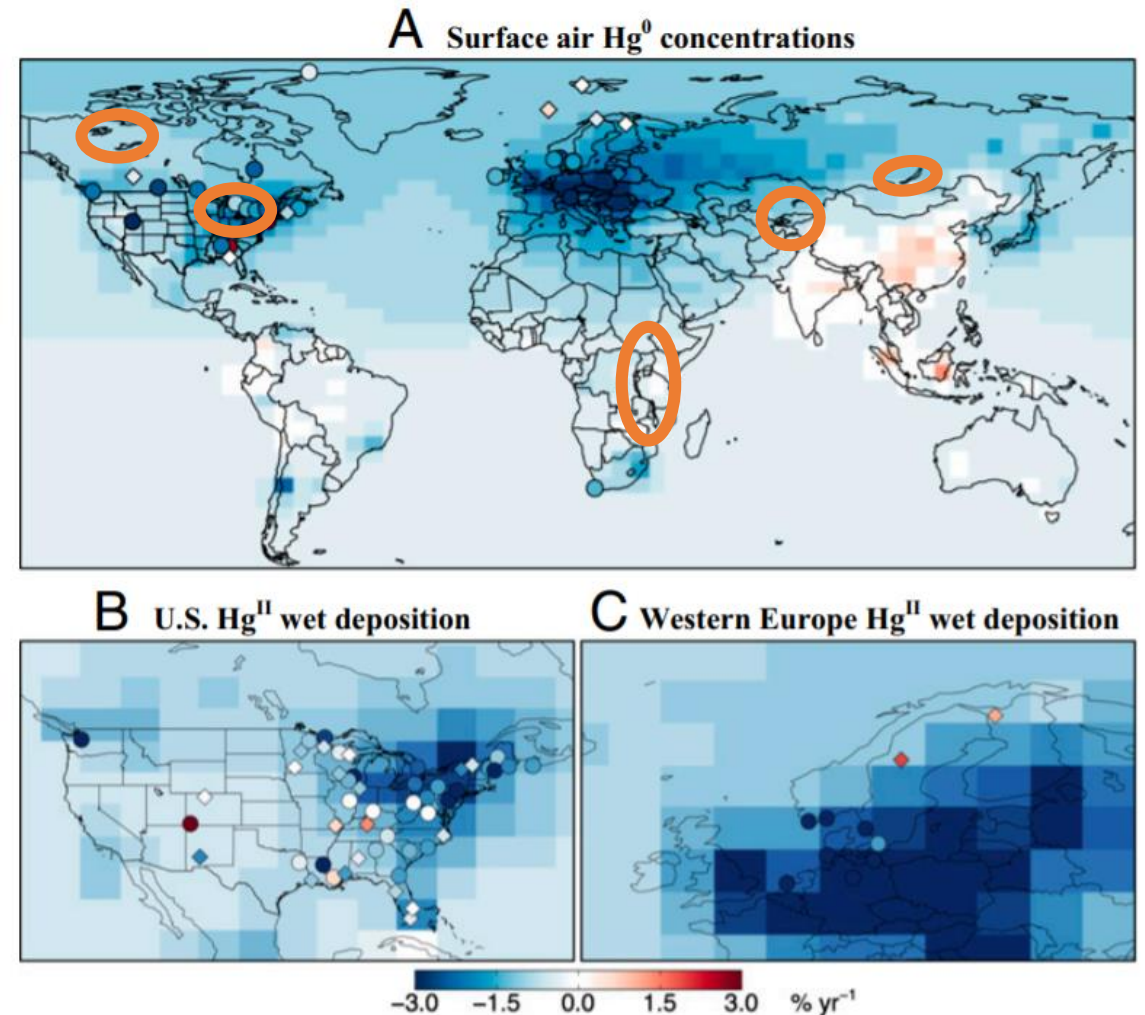 A Surface air Hg⁰ concentrations
B U.S. Hgᴵᴵ wet deposition
C Western Europe Hgᴵᴵ wet deposition
−3.0 −1.5 0.0 1.5 3.0 % yr⁻¹